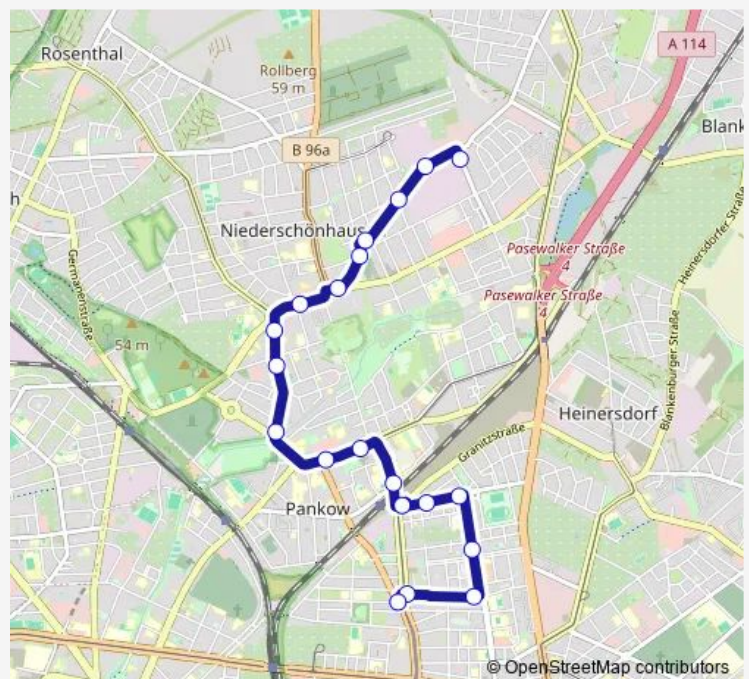 Rosenthal
A 114
Rollberg
59 m
Blank
B 96a
h
Niederschönhaus
Pasewalker Straße
4
Pasewalker Straße
4
Heinersdorfer Straße
Germanenstraße
54 m
Blankenburger Straße
Heinersdorf
Granitzstraße
Pankow
© OpenStreetMap contributors